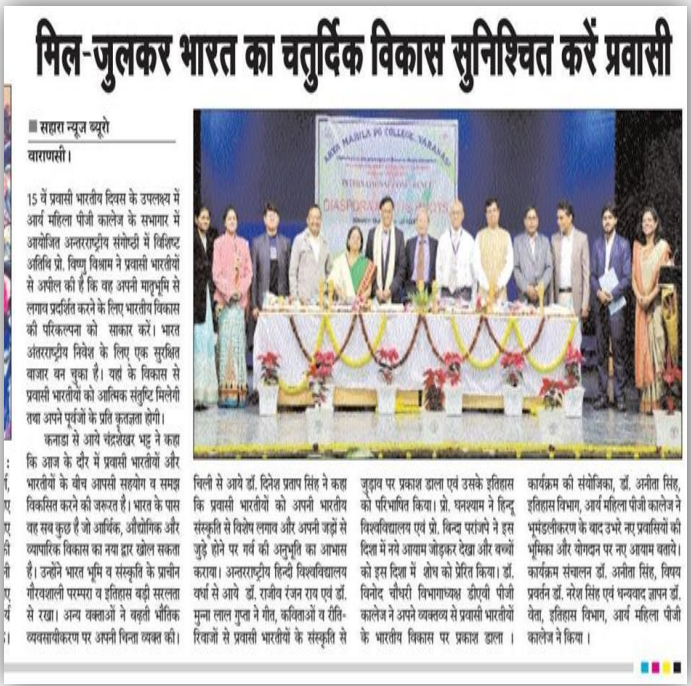 मिल-जुलकर भारत का चतुर्दिक विकास सुनिश्चित करें प्रवासी
■ सहारा न्यूज ब्यूरो
वाराणसी।
15 वें प्रवासी भारतीय दिवस के उपलक्ष्य में
आर्य महिला पीजी कालेज के सभागार में
आयोजित अन्तरराष्ट्रीय संगोष्ठी में विशिष्ट
अतिथि प्रो. विष्णु विश्राम ने प्रवासी भारतीयों
से अपील की है कि वह अपनी मातृभूमि से
लगाव प्रदर्शित करने के लिए भारतीय विकास
की परिकल्पना को साकार करें। भारत
अंतरराष्ट्रीय निवेश के लिए एक सुरक्षित
बाजार बन चुका है। यहां के विकास से
प्रवासी भारतीयों को आत्मिक संतुष्टि मिलेगी
तथा अपने पूर्वजों के प्रति कृतज्ञता होगी।
कनाडा से आये चंद्रशेखर भट्ट ने कहा
कि आज के दौर में प्रवासी भारतीयों और
भारतीयों के बीच आपसी सहयोग व समझ
विकसित करने की जरूरत है। भारत के पास
वह सब कुछ है जो आर्थिक, औद्योगिक और
व्यापारिक विकास का नया द्वार खोल सकता
है। उन्होंने भारत भूमि व संस्कृति के प्राचीन
गौरवशाली परम्परा व इतिहास बड़ी सरलता
से रखा। अन्य वक्ताओं ने बढ़ती भौतिक
व्यवसायीकरण पर अपनी चिन्ता व्यक्त की।
ARYA MAHILA PG COLLEGE, VARANASI
INTERNATIONAL CONFERENCE
DIASPORA
चिली से आये डॉ. दिनेश प्रताप सिंह ने कहा
कि प्रवासी भारतीयों को अपनी भारतीय
संस्कृति से विशेष लगाव और अपनी जड़ों से
जुड़े होने पर गर्व की अनुभूति का आभास
कराया। अन्तरराष्ट्रीय हिन्दी विश्वविद्यालय
वर्धा से आये डॉ. राजीव रंजन राय एवं डॉ.
मुन्ना लाल गुप्ता ने गीत, कविताओं व रीति-
रिवाजों से प्रवासी भारतीयों के संस्कृति से
जुड़ाव पर प्रकाश डाला एवं उसके इतिहास
को परिभाषित किया। प्रो. घनश्याम ने हिन्दू
विश्वविद्यालय एवं प्रो. बिन्दा परांजपे ने इस
दिशा में नये आयाम जोड़कर देखा और बच्चों
को इस दिशा में शोध को प्रेरित किया। डॉ.
विनोद चौधरी विभागाध्यक्ष डीएवी पीजी
कालेज ने अपने वक्तव्य से प्रवासी भारतीयों
के भारतीय विकास पर प्रकाश डाला ।
कार्यक्रम की संयोजिका, डॉ. अनीता सिंह,
इतिहास विभाग, आर्य महिला पीजी कालेज ने
भूमंडलीकरण के बाद उभरे नए प्रवासियों की
भूमिका और योगदान पर नए आयाम बताये।
कार्यक्रम संचालन डॉ. अनीता सिंह, विषय
प्रवर्तन डॉ. नरेश सिंह एवं धन्यवाद ज्ञापन डॉ.
श्वेता, इतिहास विभाग, आर्य महिला पीजी
कालेज ने किया ।